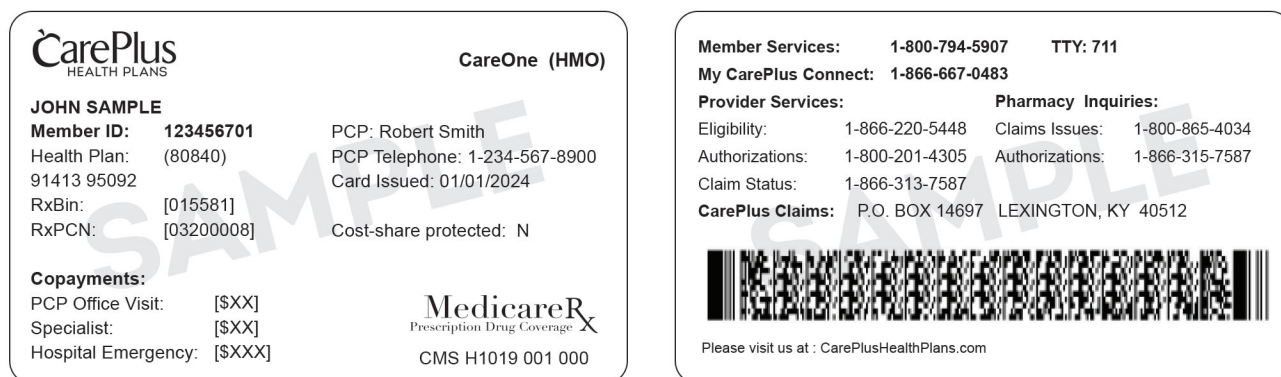 CarePlus
HEALTH PLANS
CareOne (HMO)
JOHN SAMPLE
Member ID: 123456701
Health Plan: (80840)
91413 95092
RxBin: [015581]
RxPCN: [03200008]
PCP: Robert Smith
PCP Telephone: 1-234-567-8900
Card Issued: 01/01/2024
Cost-share protected: N
SAMPLE
Copayments:
PCP Office Visit: [$XX]
Specialist: [$XX]
Hospital Emergency: [$XXX]
MedicareRx
Prescription Drug Coverage
CMS H1019 001 000
Member Services: 1-800-794-5907 TTY: 711
My CarePlus Connect: 1-866-667-0483
Provider Services:
Eligibility: 1-866-220-5448
Authorizations: 1-800-201-4305
Claim Status: 1-866-313-7587
Pharmacy Inquiries:
Claims Issues: 1-800-865-4034
Authorizations: 1-866-315-7587
CarePlus Claims: P.O. BOX 14697 LEXINGTON, KY 40512
SAMPLE
Please visit us at : CarePlusHealthPlans.com